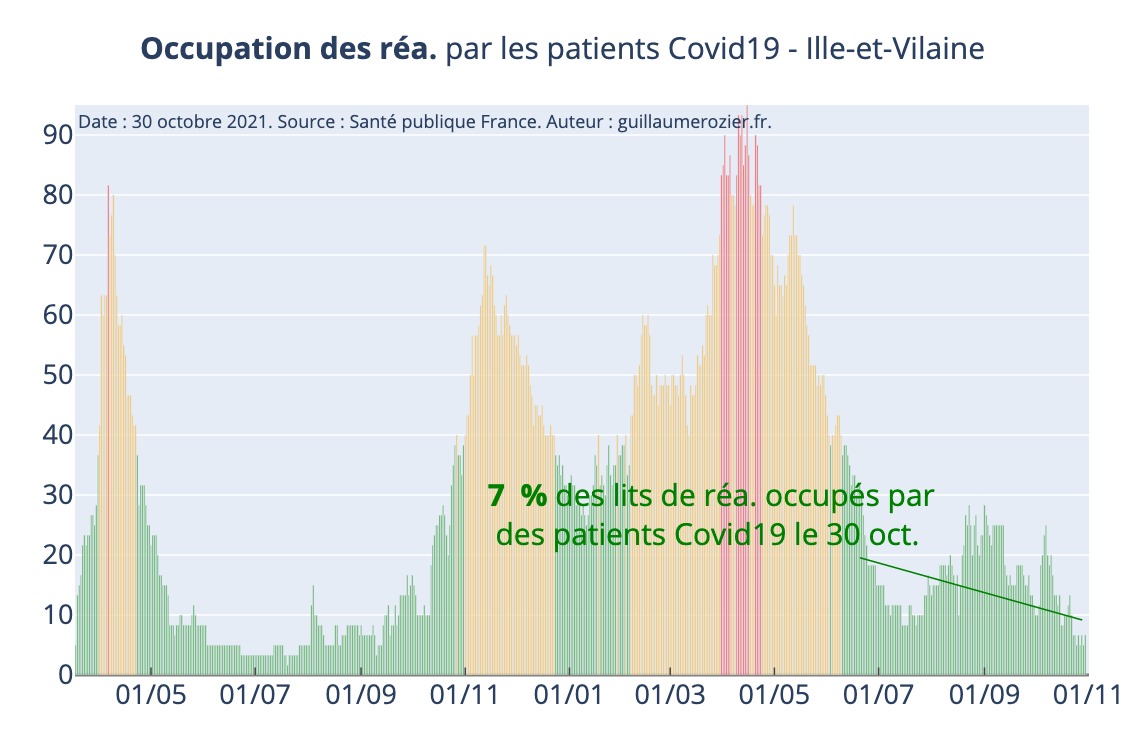 Occupation des réa. par les patients Covid19 - Ille-et-Vilaine
Date : 30 octobre 2021. Source : Santé publique France. Auteur : guillaumerozier.fr.
90
80
70
60
50
40
30
20
10
0
7 % des lits de réa. occupés par
des patients Covid19 le 30 oct.
01/05 01/07 01/09 01/11 01/01 01/03 01/05 01/07 01/09 01/11